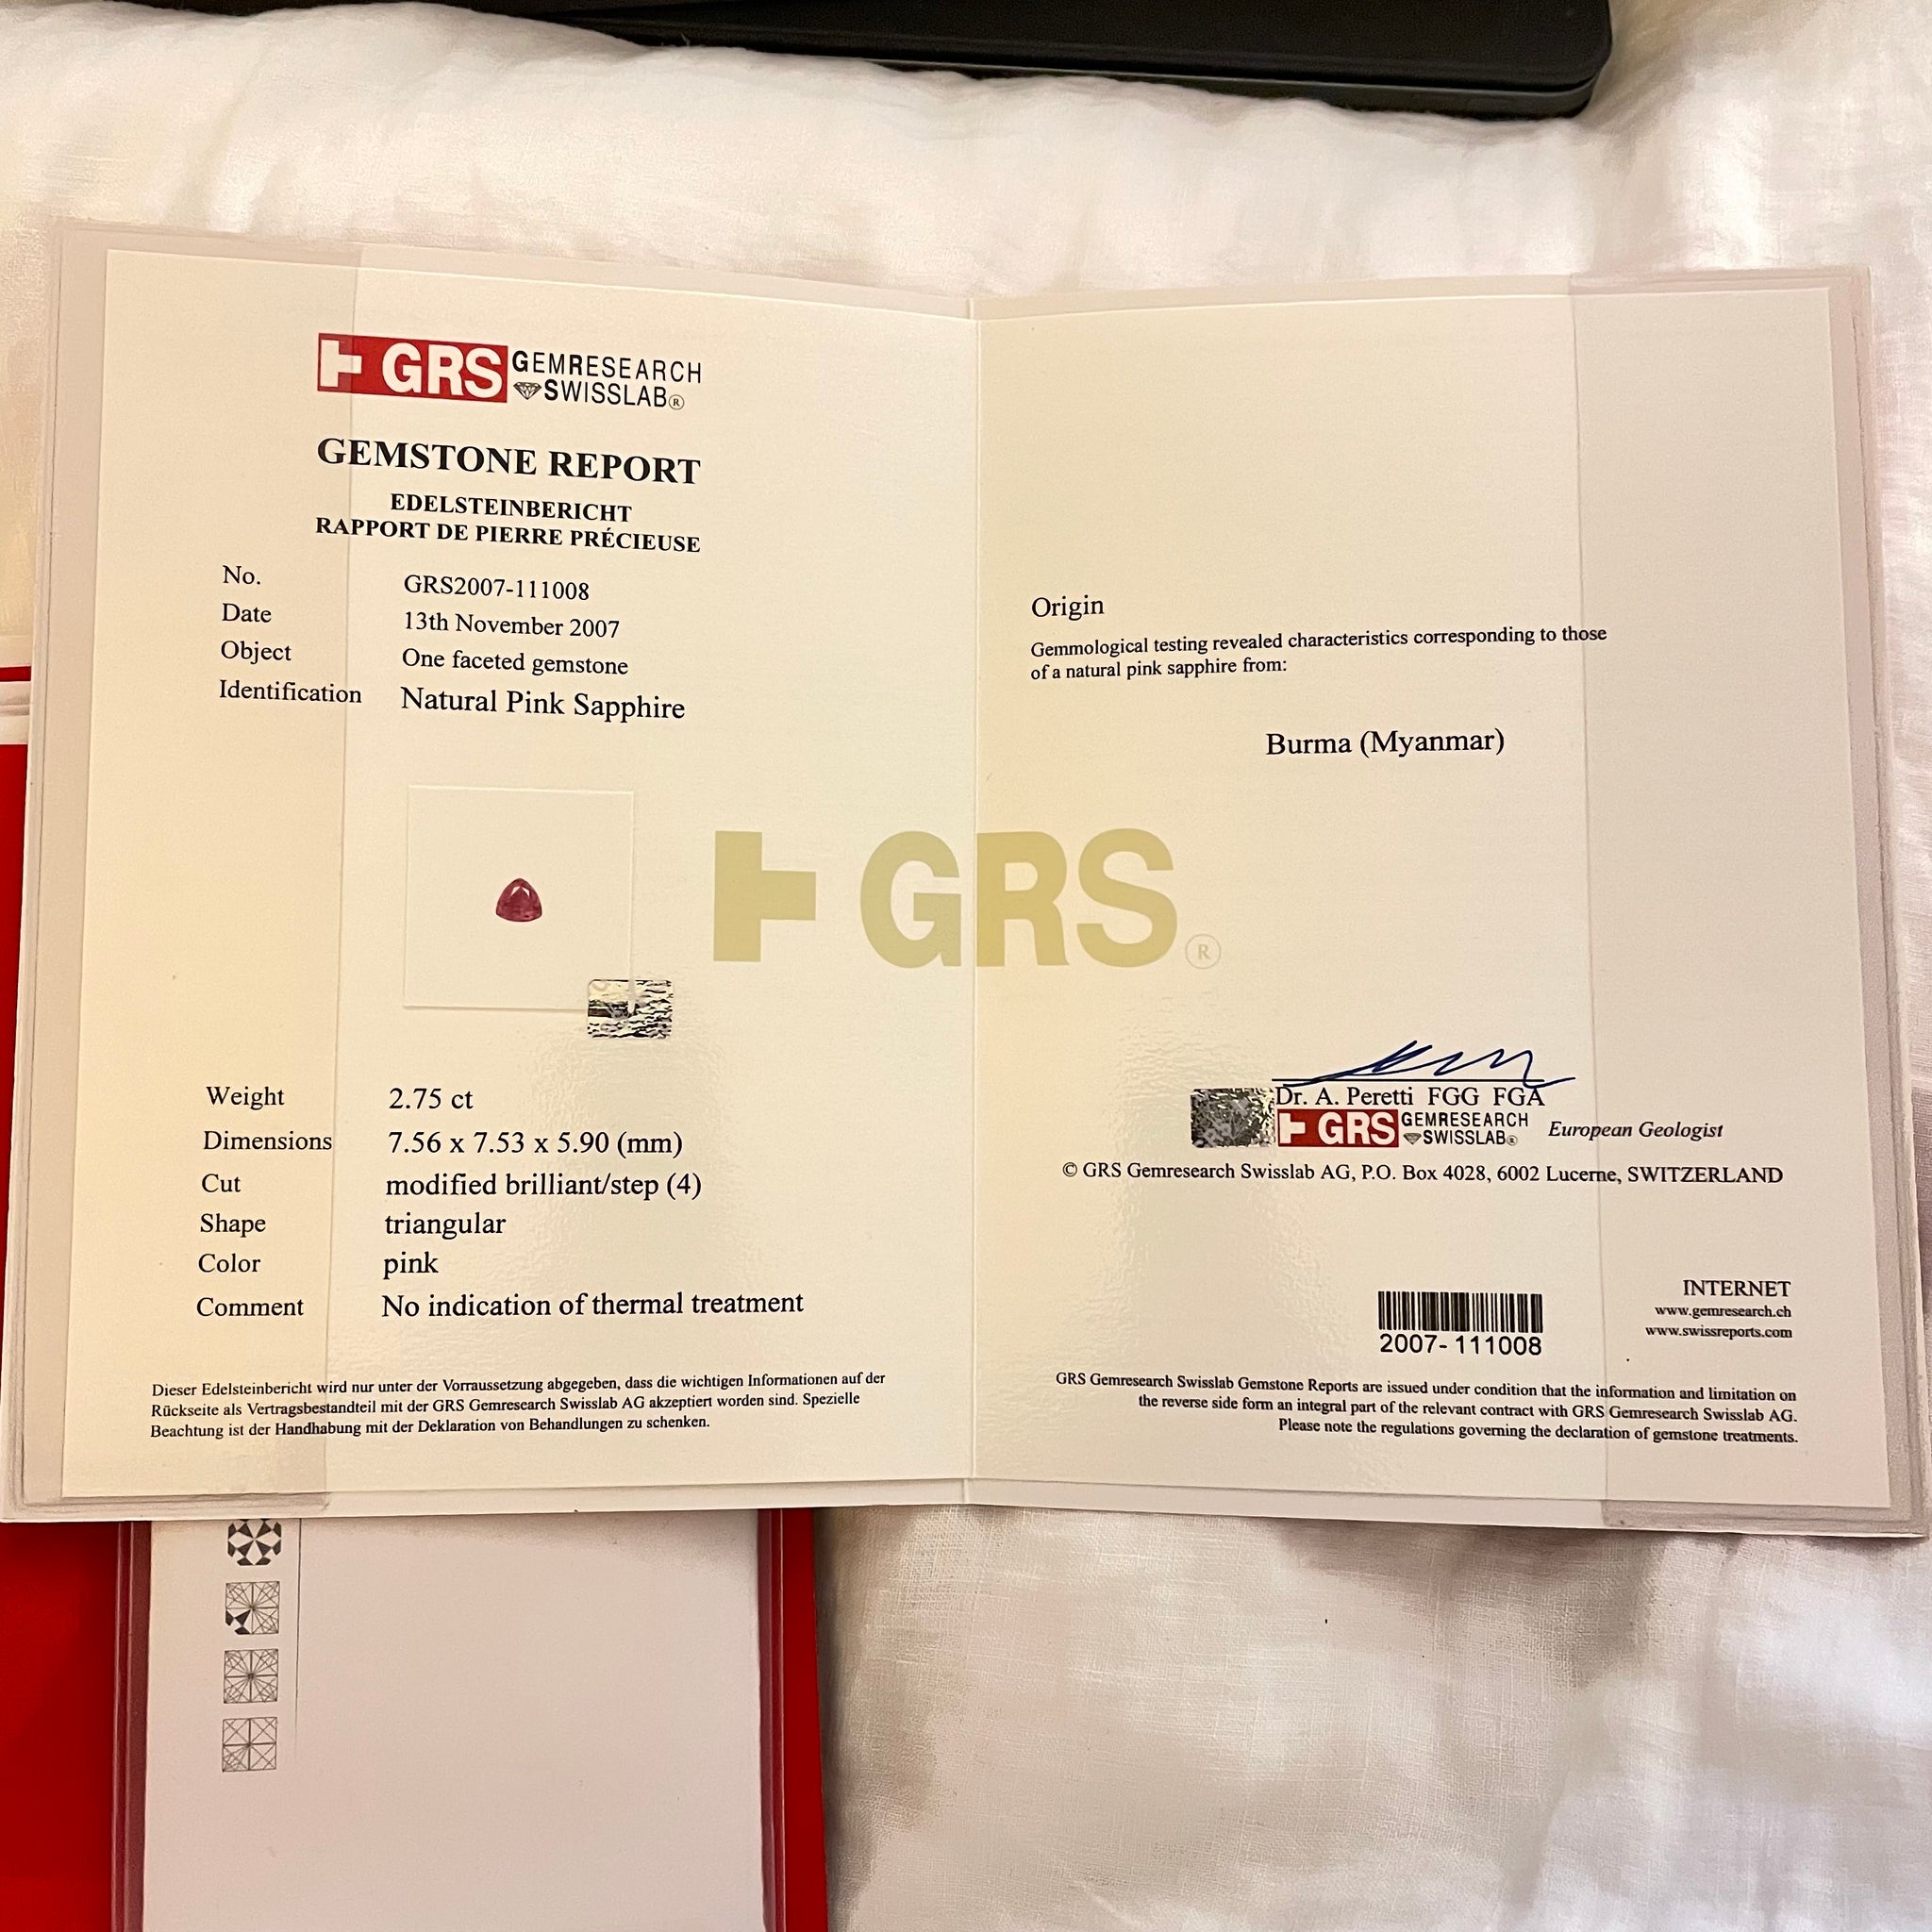 GRS GEMRESEARCH
SWISSLAB®
GEMSTONE REPORT
EDELSTEINBERICHT
RAPPORT DE PIERRE PRÉCIEUSE
No. GRS2007-111008
Date 13th November 2007
Object One faceted gemstone
Identification Natural Pink Sapphire
Weight 2.75 ct
Dimensions 7.56 x 7.53 x 5.90 (mm)
Cut modified brilliant/step (4)
Shape triangular
Color pink
Comment No indication of thermal treatment
Dieser Edelsteinbericht wird nur unter der Vorraussetzung abgegeben, dass die wichtigen Informationen auf der
Rückseite als Vertragsbestandteil mit der GRS Gemresearch Swisslab AG akzeptiert worden sind. Spezielle
Beachtung ist der Handhabung mit der Deklaration von Behandlungen zu schenken.
GRS®
Origin
Gemmological testing revealed characteristics corresponding to those
of a natural pink sapphire from:
Burma (Myanmar)
Dr. A. Peretti FGG FGA
GRS GEMRESEARCH
SWISSLAB®
European Geologist
© GRS Gemresearch Swisslab AG, P.O. Box 4028, 6002 Lucerne, SWITZERLAND
2007-111008
INTERNET
www.gemresearch.ch
www.swissreports.com
GRS Gemresearch Swisslab Gemstone Reports are issued under condition that the information and limitation on
the reverse side form an integral part of the relevant contract with GRS Gemresearch Swisslab AG.
Please note the regulations governing the declaration of gemstone treatments.